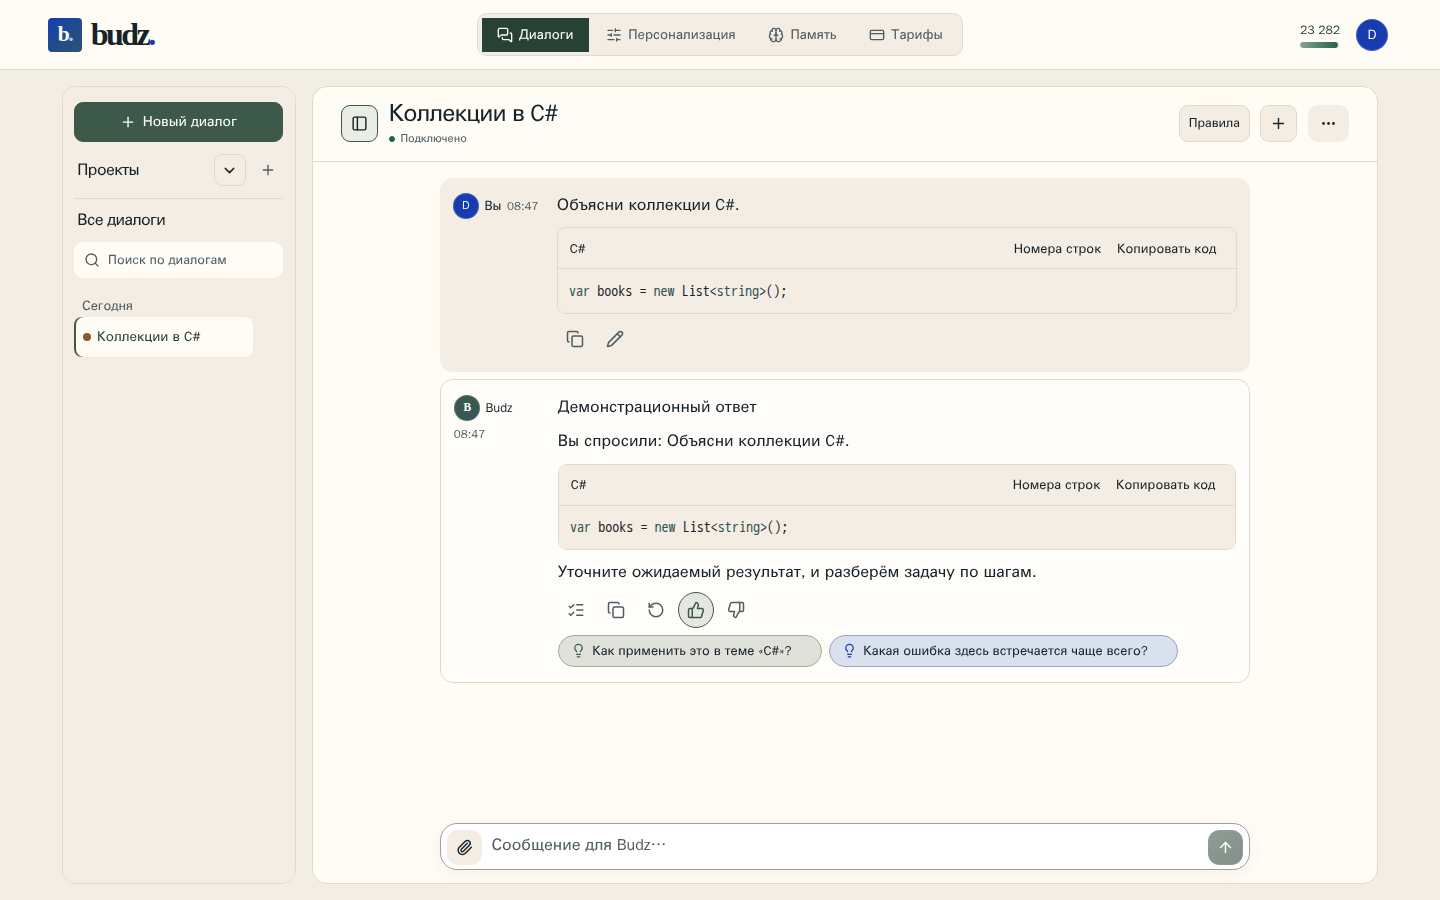 b. budz.
Диалоги
Персонализация
Память
Тарифы
23 282
D
Новый диалог
Проекты
Все диалоги
Поиск по диалогам
Сегодня
Коллекции в C#
Коллекции в C#
Подключено
Правила
D Вы 08:47
Объясни коллекции C#.
C#
Номера строк Копировать код
var books = new List<string>();
B Budz
08:47
Демонстрационный ответ
Вы спросили: Объясни коллекции C#.
C#
Номера строк Копировать код
var books = new List<string>();
Уточните ожидаемый результат, и разберём задачу по шагам.
Как применить это в теме «C#»?
Какая ошибка здесь встречается чаще всего?
Сообщение для Budz…